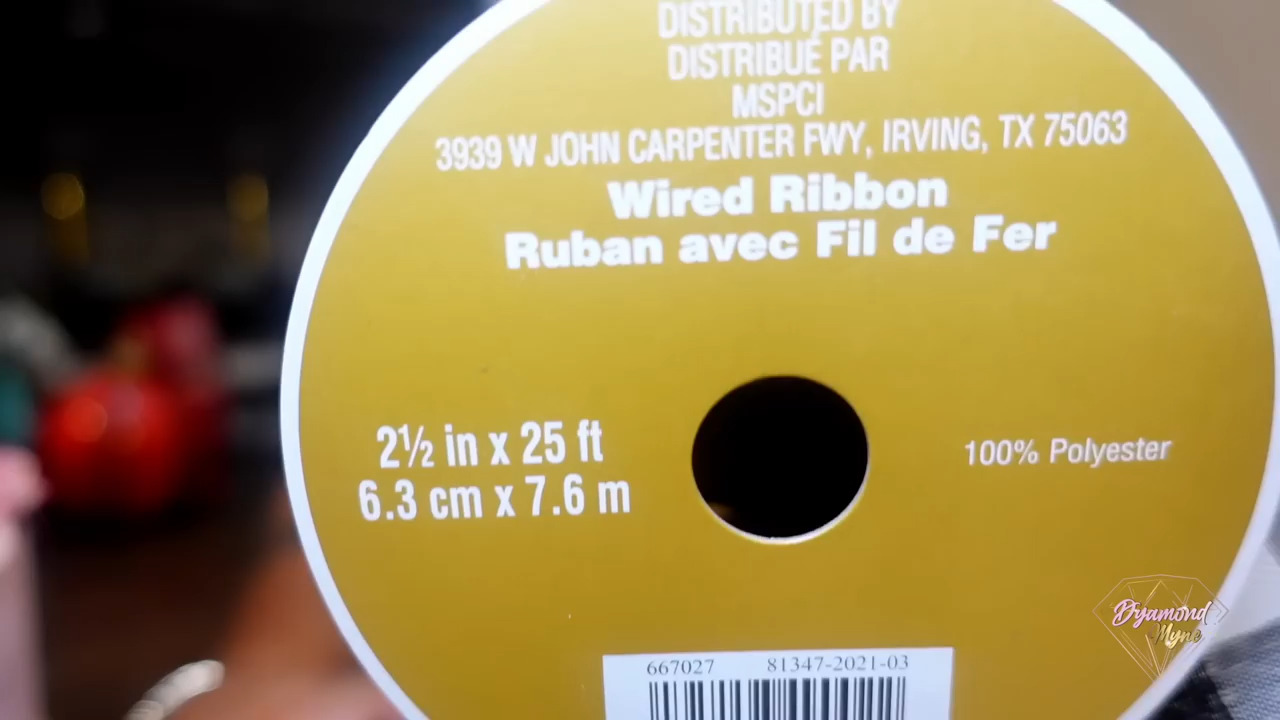 DISTRIBUTED BY
DISTRIBUÉ PAR
MSPCI
3939 W JOHN CARPENTER FWY, IRVING, TX 75063
Wired Ribbon
Ruban avec Fil de Fer
2½ in x 25 ft
6.3 cm x 7.6 m
100% Polyester
667027 81347-2021-03
Dyamond
Myne